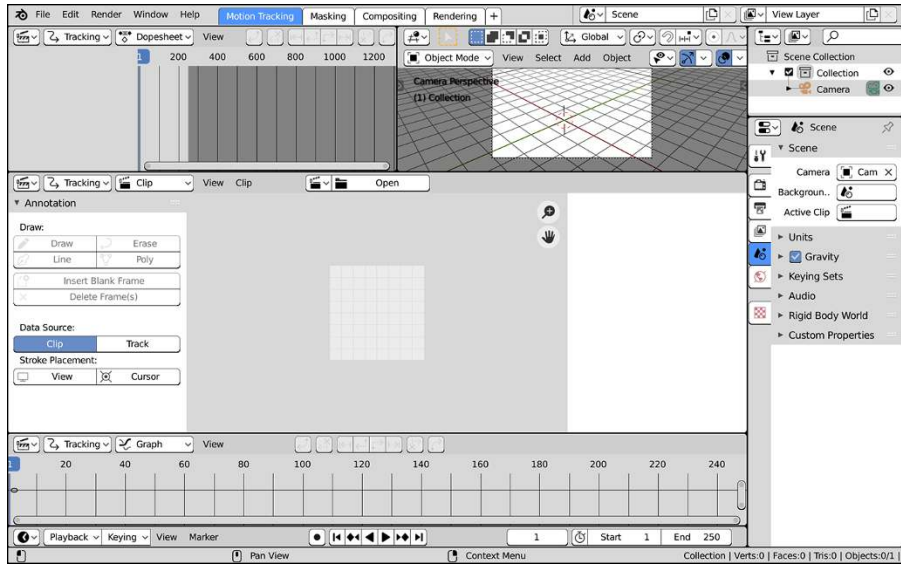 File Edit Render Window Help Motion Tracking Masking Compositing Rendering + Scene View Layer
Tracking Dopesheet View Global
1 200 400 600 800 1000 1200
Object Mode View Select Add Object
Camera Perspective
(1) Collection
Scene Collection
Collection
Camera
Scene
Scene
Camera Cam
Backgroun..
Active Clip
Units
Gravity
Keying Sets
Audio
Rigid Body World
Custom Properties
Tracking Clip View Clip Open
Annotation
Draw:
Draw Erase
Line Poly
Insert Blank Frame
Delete Frame(s)
Data Source:
Clip Track
Stroke Placement:
View Cursor
Tracking Graph View
1 20 40 60 80 100 120 140 160 180 200 220 240
Playback Keying View Marker 1 Start 1 End 250
Pan View Context Menu Collection | Verts:0 | Faces:0 | Tris:0 | Objects:0/1 |